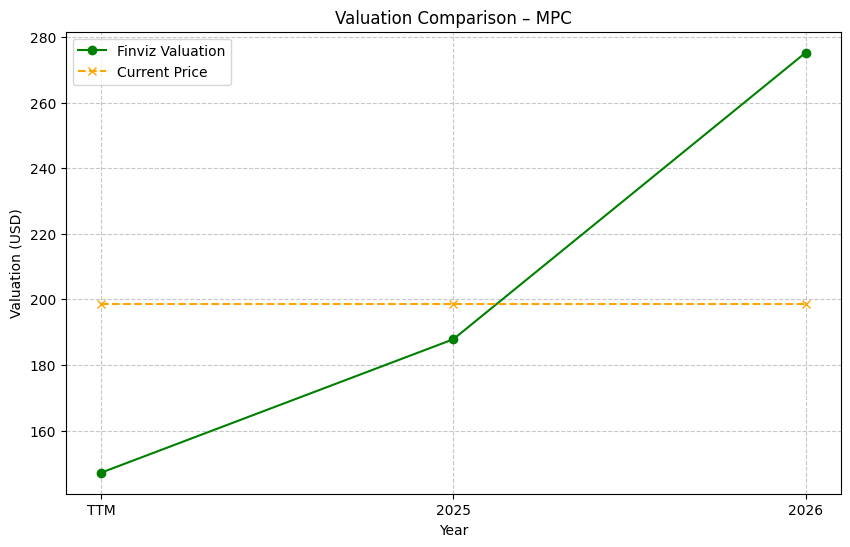 Valuation Comparison – MPC
Finviz Valuation
Current Price
Valuation (USD)
280
260
240
220
200
180
160
TTM
2025
2026
Year